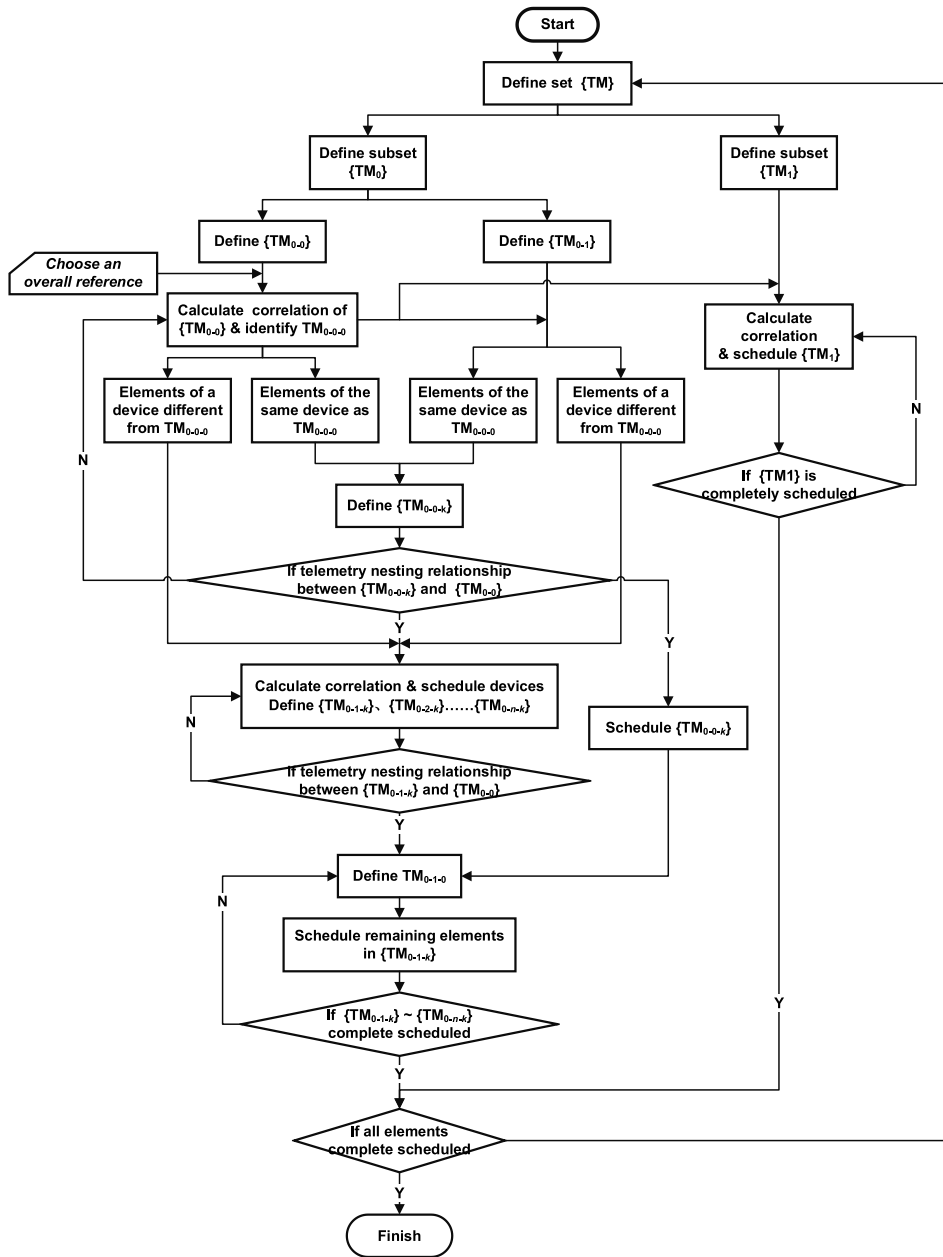 Start
Define set {TM}
Define subset
{TM₀}
Define subset
{TM₁}
Define {TM₀₋₀}
Define {TM₀₋₁}
Choose an
overall reference
Calculate correlation of
{TM₀₋₀} & identify TM₀₋₀₋₀
Calculate
correlation
& schedule {TM₁}
Elements of a
device different
from TM₀₋₀₋₀
Elements of the
same device as
TM₀₋₀₋₀
Elements of the
same device as
TM₀₋₀₋₀
Elements of a
device different
from TM₀₋₀₋₀
N
N
If {TM1} is
completely scheduled
Define {TM₀₋₀₋ₖ}
If telemetry nesting relationship
between {TM₀₋₀₋ₖ} and {TM₀₋₀}
Y
Y
Calculate correlation & schedule devices
Define {TM₀₋₁₋ₖ}、{TM₀₋₂₋ₖ}......{TM₀₋ₙ₋ₖ}
N
Schedule {TM₀₋₀₋ₖ}
If telemetry nesting relationship
between {TM₀₋₁₋ₖ} and {TM₀₋₀}
Y
Define TM₀₋₁₋₀
N
Schedule remaining elements
in {TM₀₋₁₋ₖ}
If {TM₀₋₁₋ₖ} ~ {TM₀₋ₙ₋ₖ}
complete scheduled
Y
Y
If all elements
complete scheduled
Y
Finish